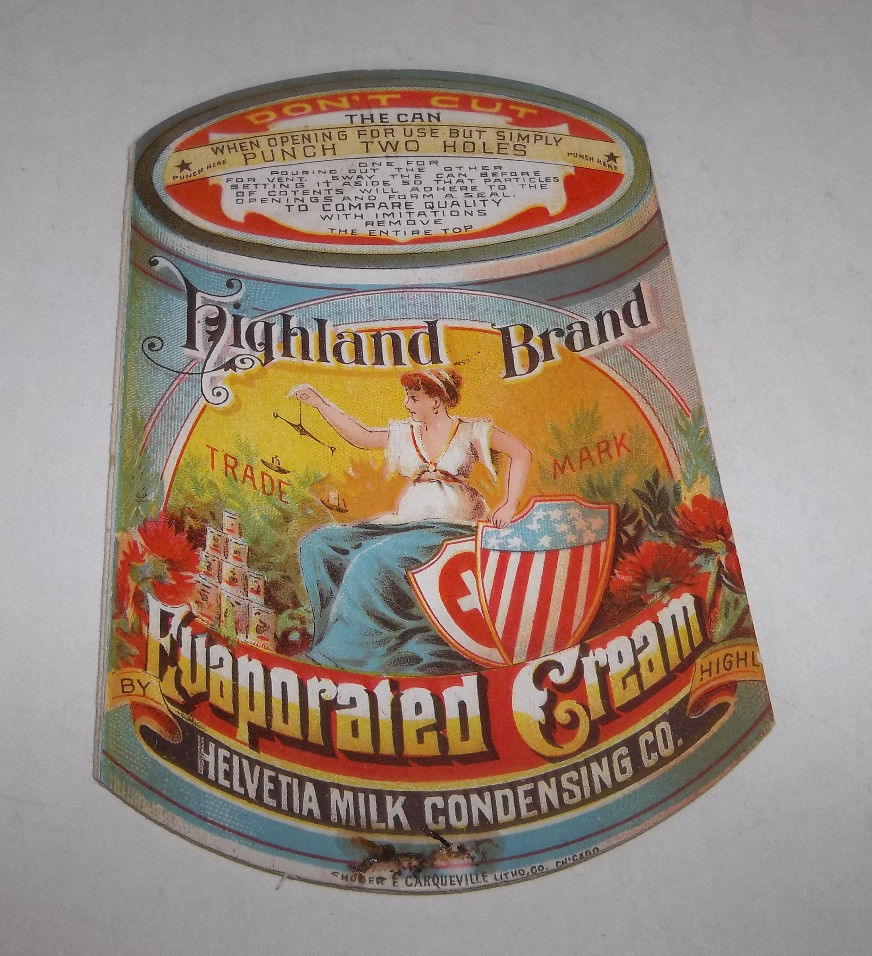 DON'T CUT
THE CAN
WHEN OPENING FOR USE BUT SIMPLY
PUNCH TWO HOLES
PUNCH HERE
PUNCH HERE
ONE FOR
POURING OUT THE OTHER
FOR VENT. SWAY THE CAN BEFORE
SETTING IT ASIDE SO THAT PARTICLES
OF COTENTS WILL ADHERE TO THE
OPENINGS AND FORM A SEAL.
TO COMPARE QUALITY
WITH IMITATIONS
REMOVE
THE ENTIRE TOP
Highland Brand
TRADE MARK
Evaporated Cream
BY
HIGHL
HELVETIA MILK CONDENSING CO.
SHOBER & CARQUEVILLE LITHO. CO. CHICAGO